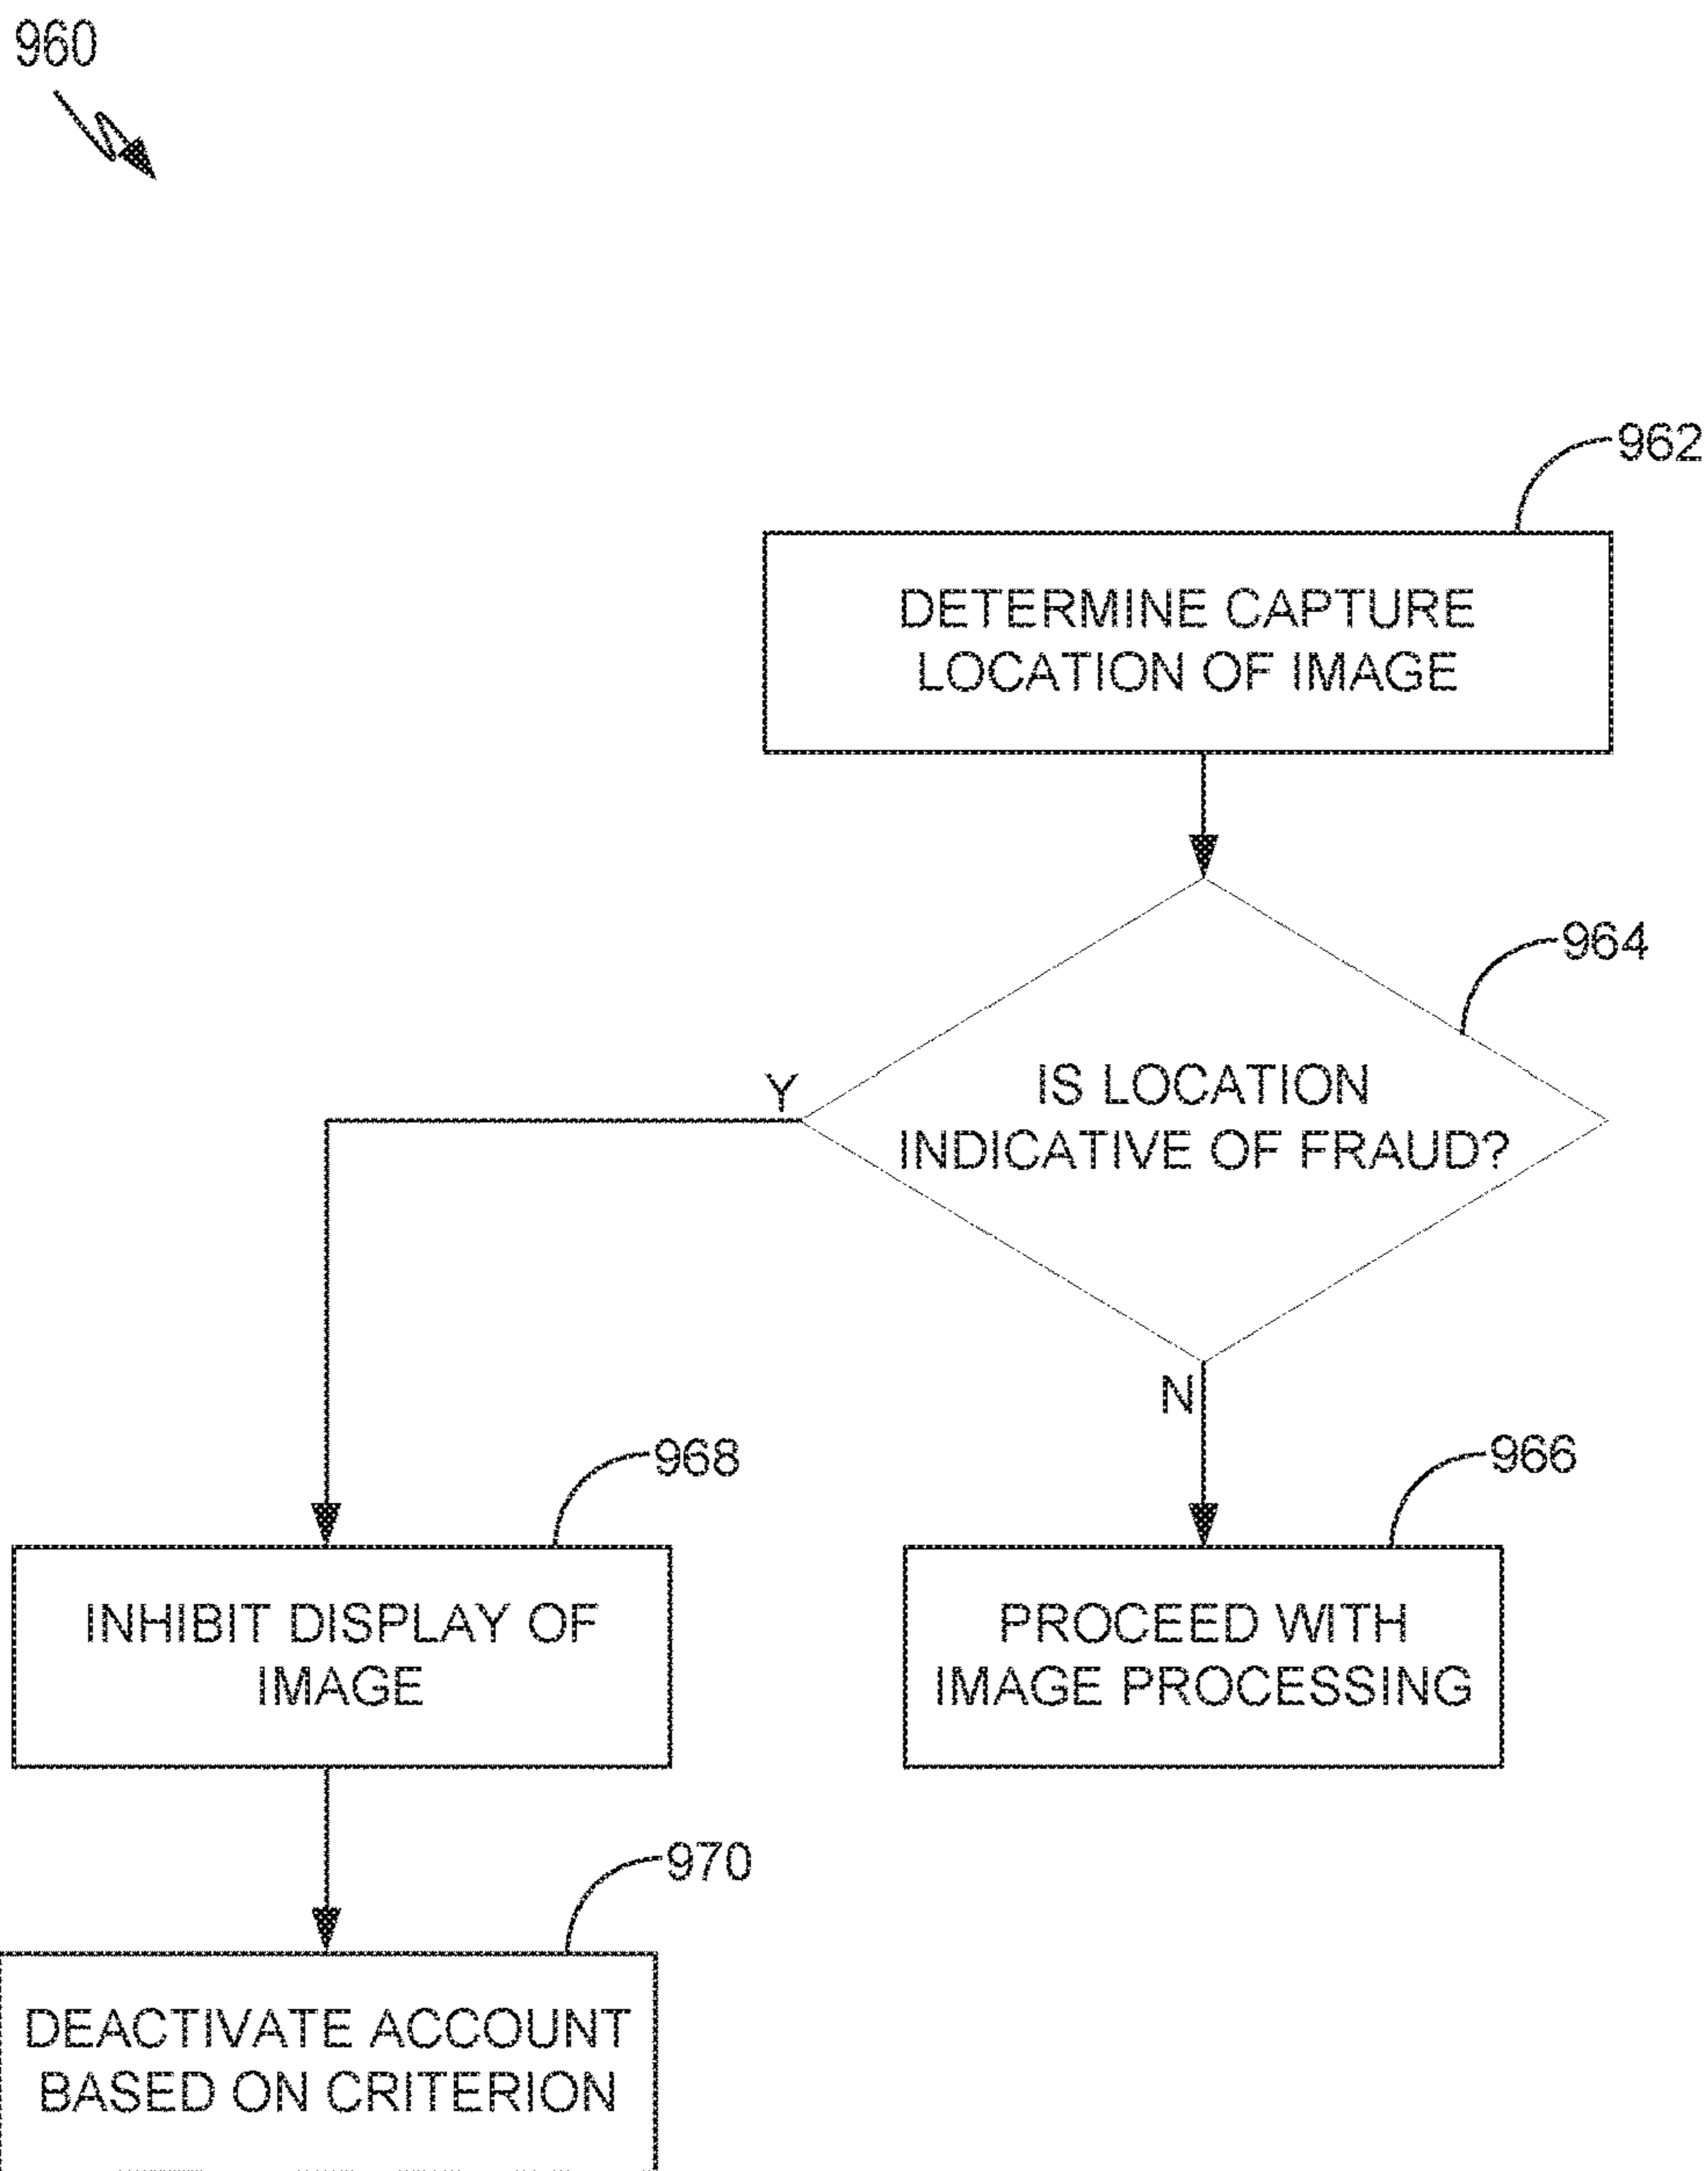 960
962
DETERMINE CAPTURE
LOCATION OF IMAGE
964
IS LOCATION
INDICATIVE OF FRAUD?
Y
N
968
INHIBIT DISPLAY OF
IMAGE
966
PROCEED WITH
IMAGE PROCESSING
970
DEACTIVATE ACCOUNT
BASED ON CRITERION